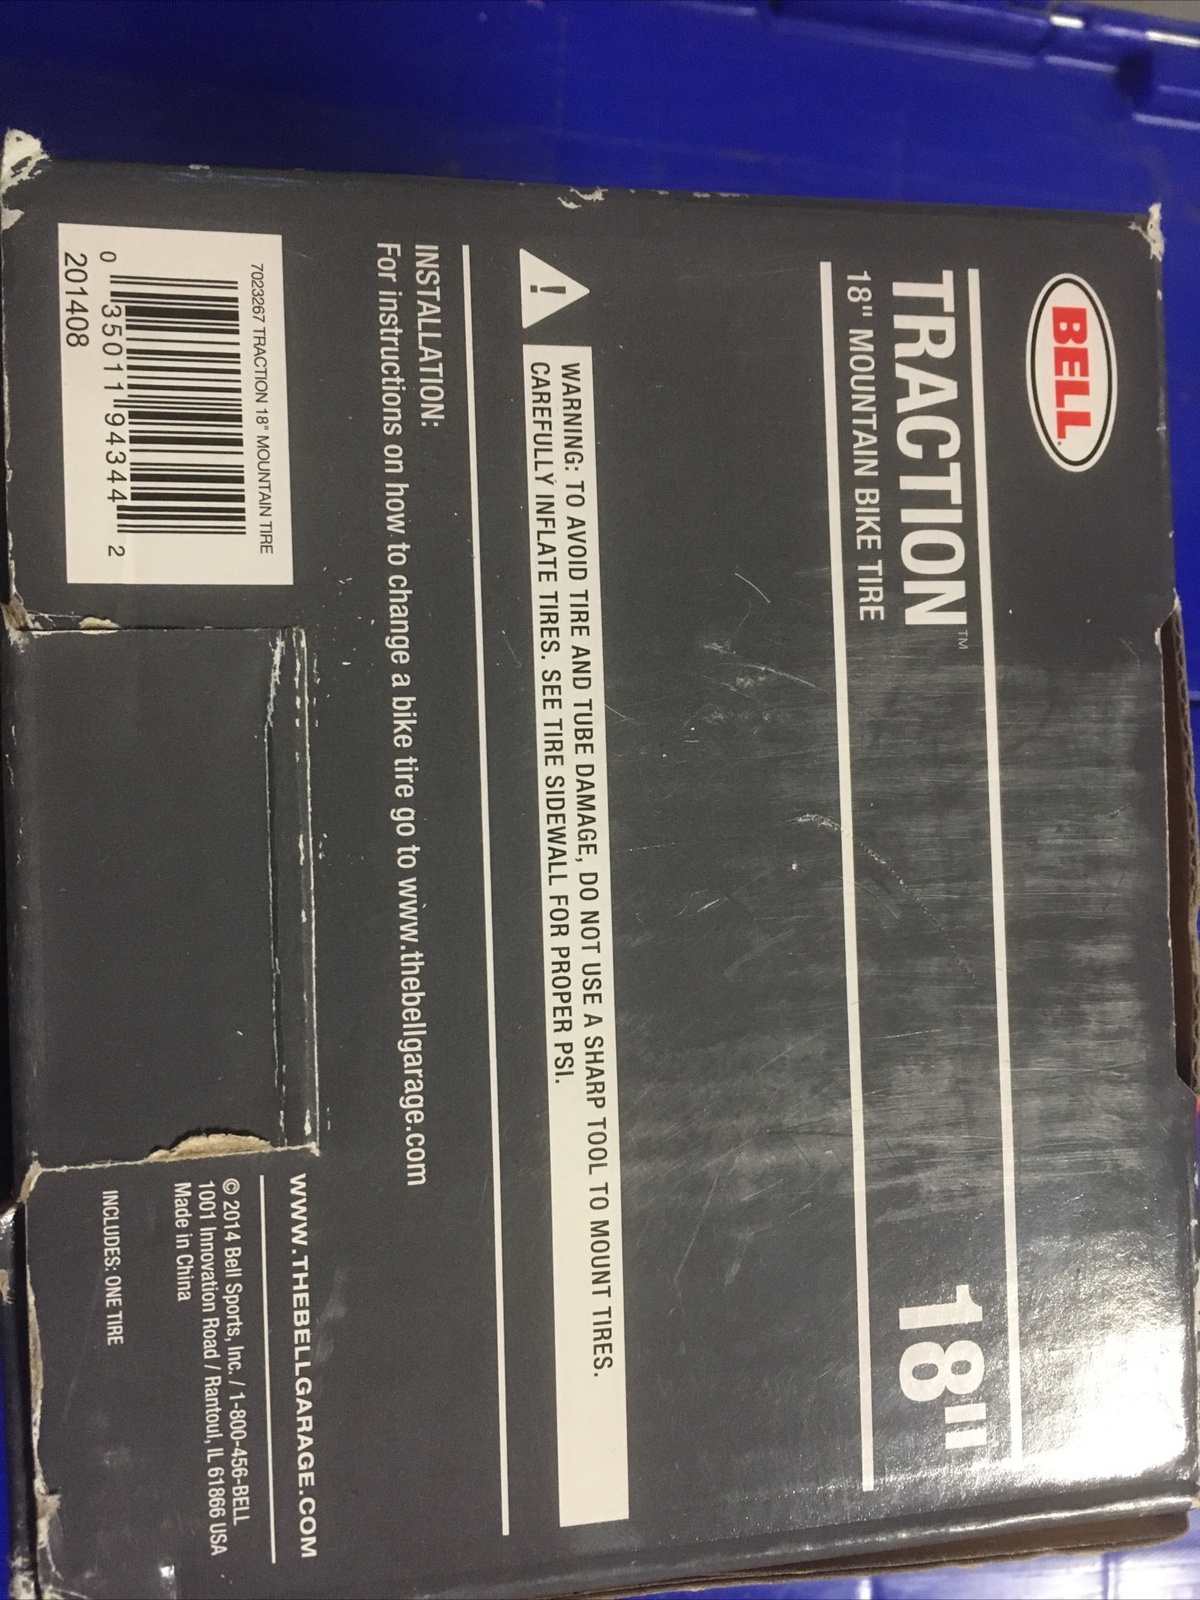 BELL
TRACTION™
18"
18" MOUNTAIN BIKE TIRE
WARNING: TO AVOID TIRE AND TUBE DAMAGE, DO NOT USE A SHARP TOOL TO MOUNT TIRES.
CAREFULLY INFLATE TIRES. SEE TIRE SIDEWALL FOR PROPER PSI.
INSTALLATION:
For instructions on how to change a bike tire go to www.thebellgarage.com
7023267 TRACTION 18" MOUNTAIN TIRE
0 35011 94344 2
201408
WWW.THEBELLGARAGE.COM
© 2014 Bell Sports, Inc. / 1-800-456-BELL
1001 Innovation Road / Rantoul, IL 61866 USA
Made in China
INCLUDES: ONE TIRE